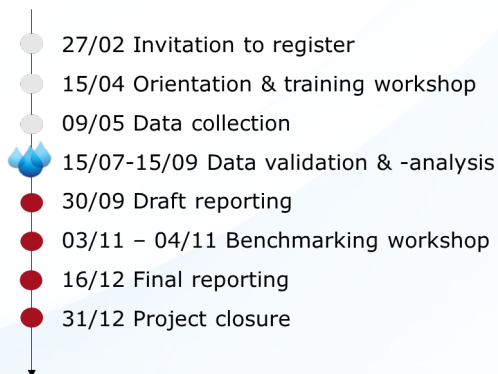 27/02 Invitation to register
15/04 Orientation & training workshop
09/05 Data collection
15/07-15/09 Data validation & -analysis
30/09 Draft reporting
03/11 – 04/11 Benchmarking workshop
16/12 Final reporting
31/12 Project closure